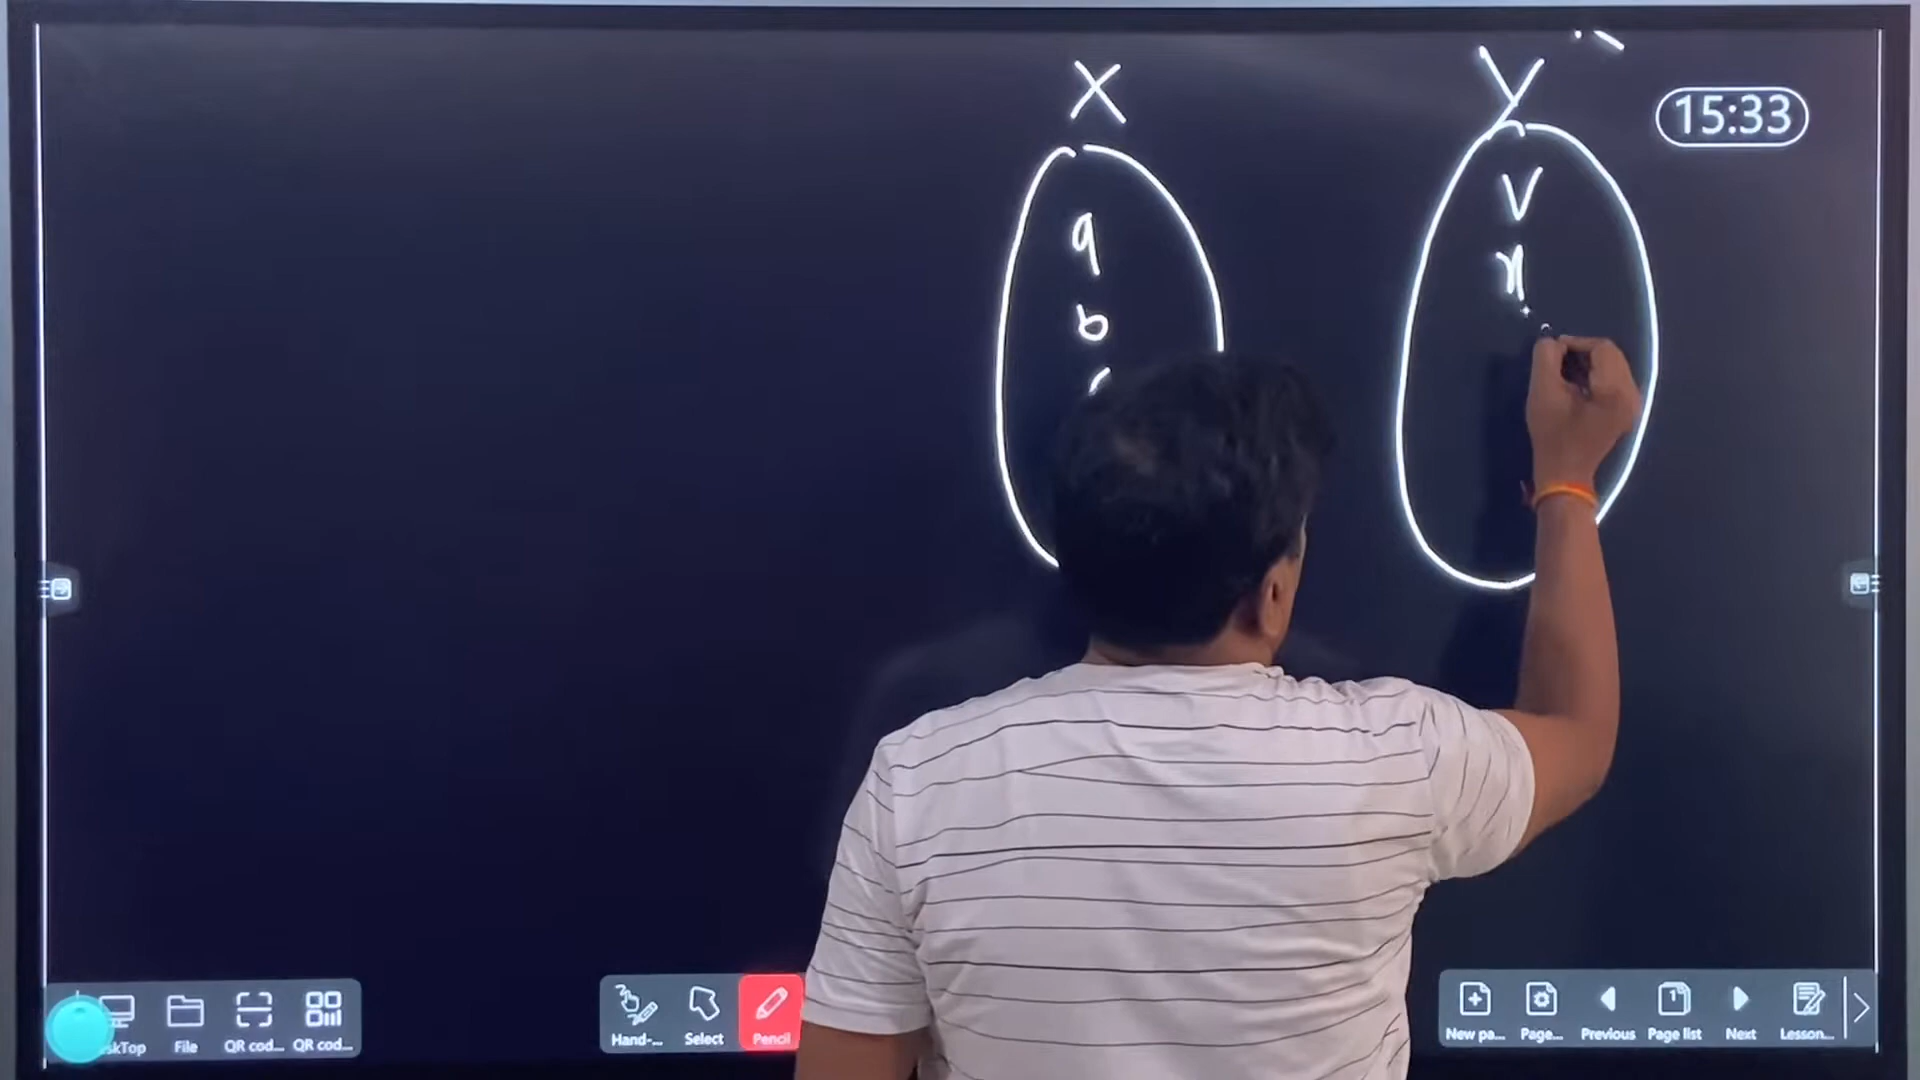 X
Y
15:33
a
v
x
b
File
QR cod...
QR cod...
Hand-...
Select
Pencil
New pa...
Page...
Previous
Page list
Next
Lesson...